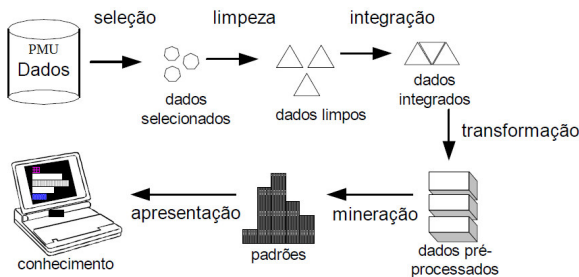 seleção
limpeza
integração
PMU
Dados
dados
selecionados
dados limpos
dados
integrados
transformação
mineração
apresentação
dados pré-
processados
padrões
conhecimento